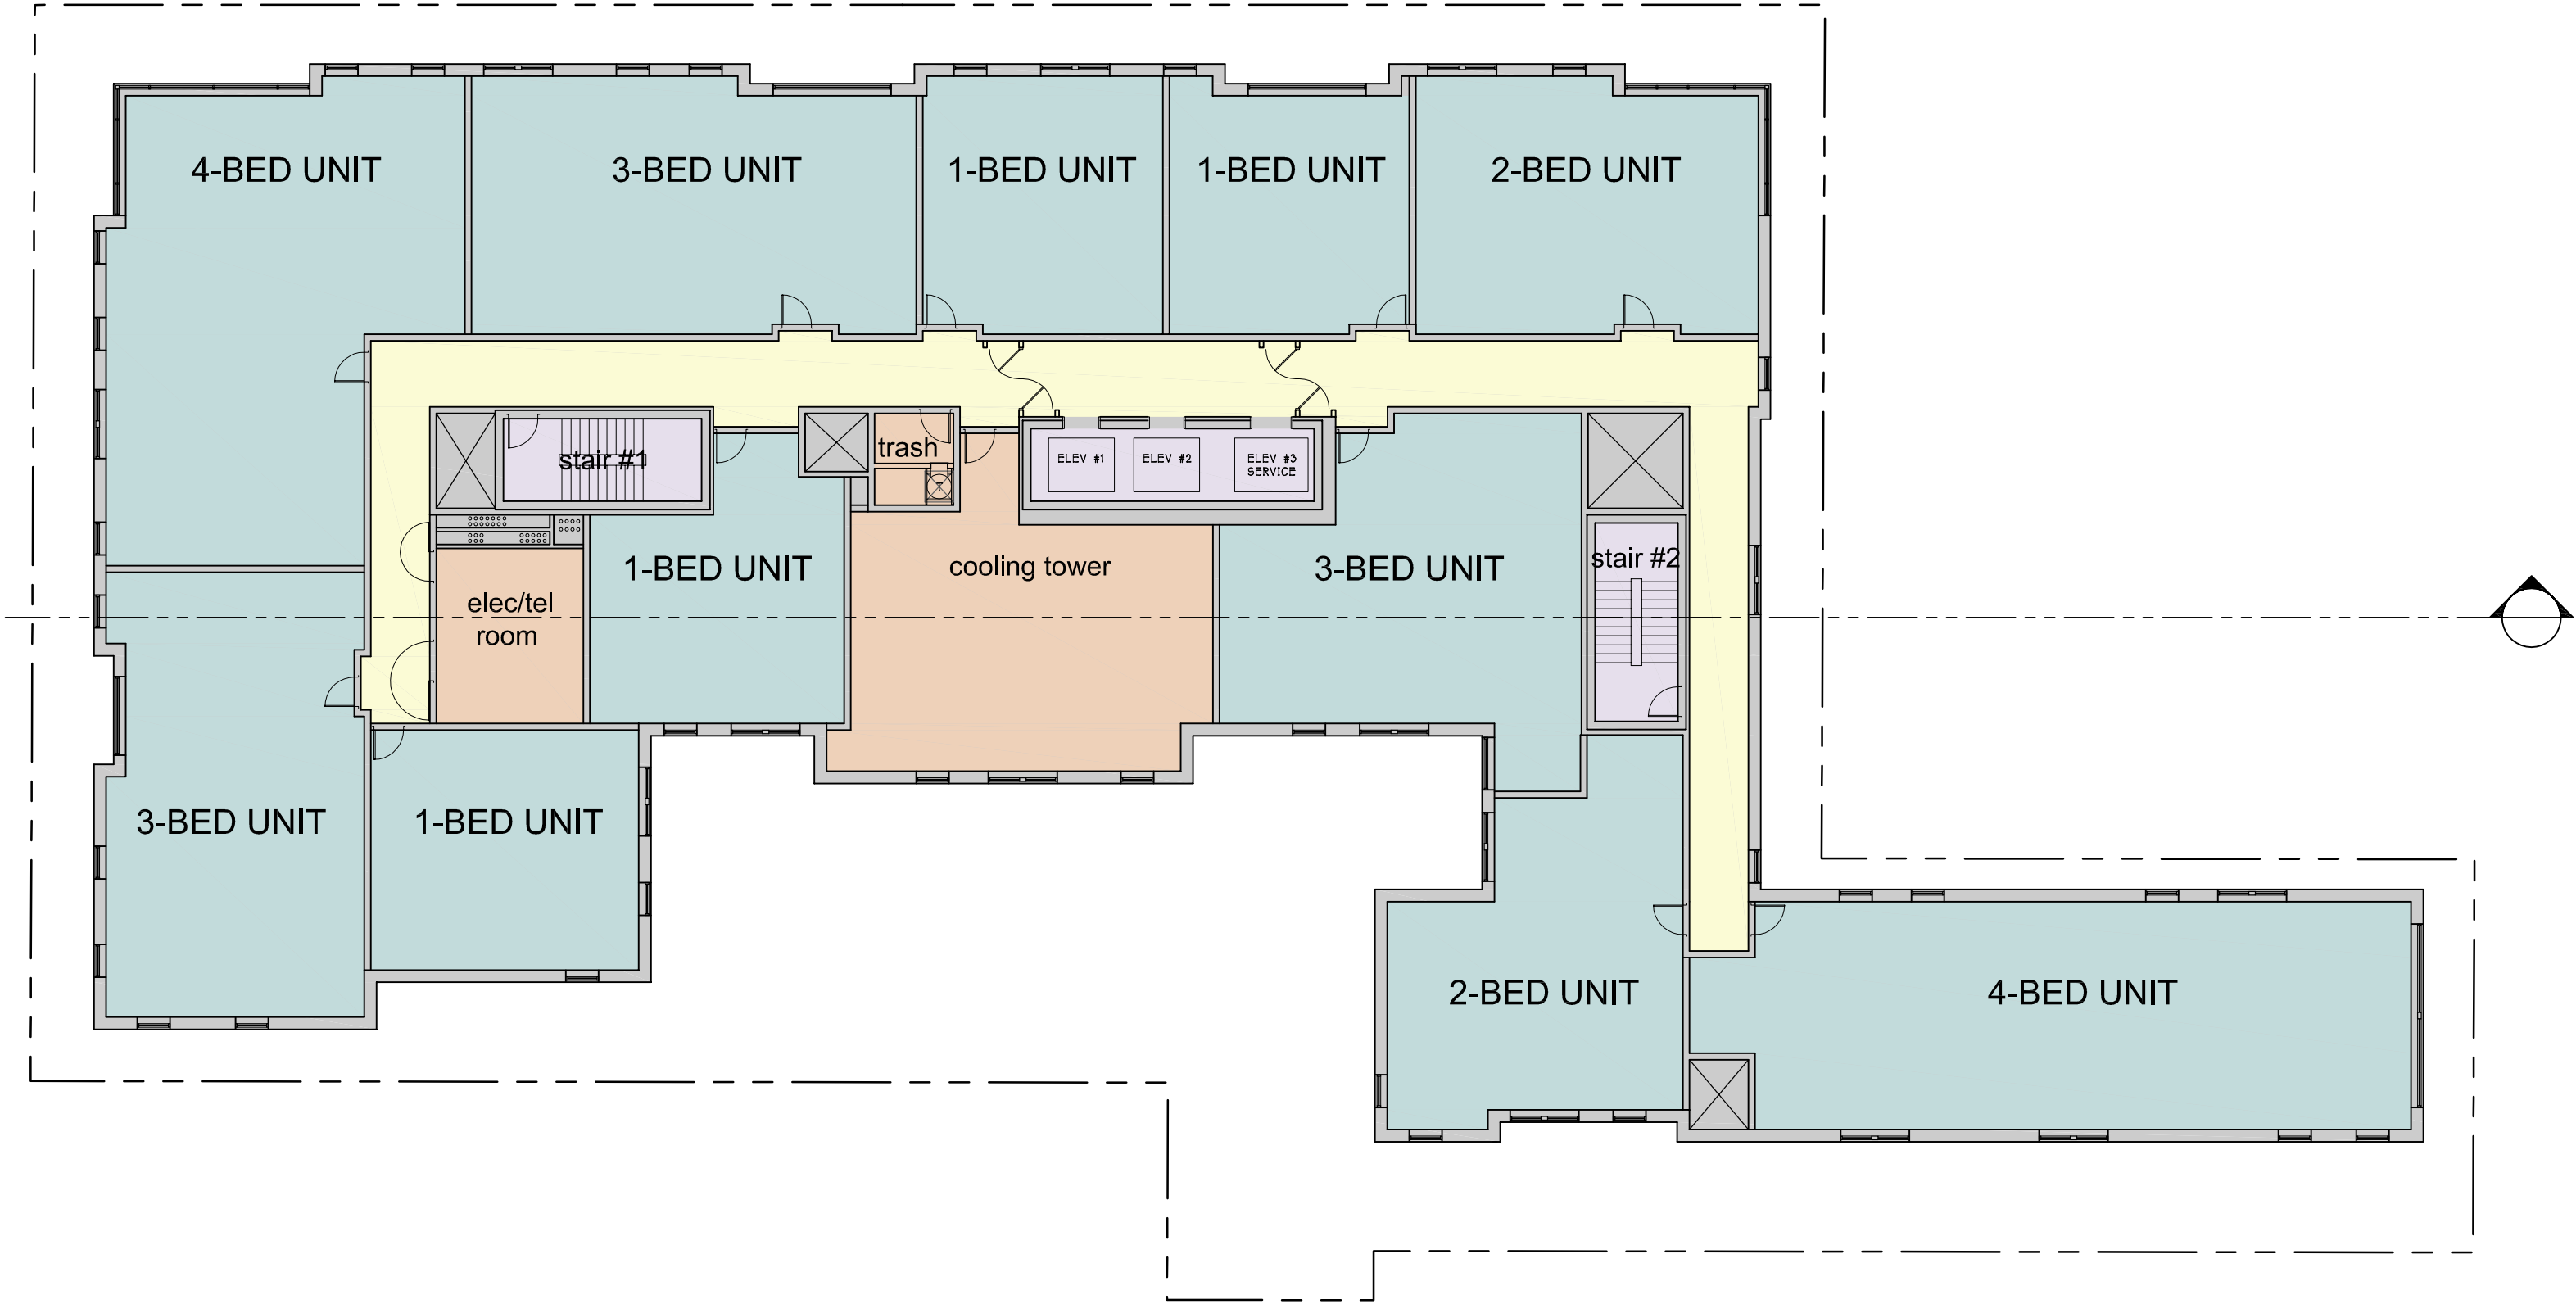 4-BED UNIT
3-BED UNIT
1-BED UNIT
1-BED UNIT
2-BED UNIT
stair #1
trash
T
ELEV #1
ELEV #2
ELEV #3
SERVICE
1-BED UNIT
cooling tower
3-BED UNIT
stair #2
elec/tel
room
3-BED UNIT
1-BED UNIT
2-BED UNIT
4-BED UNIT